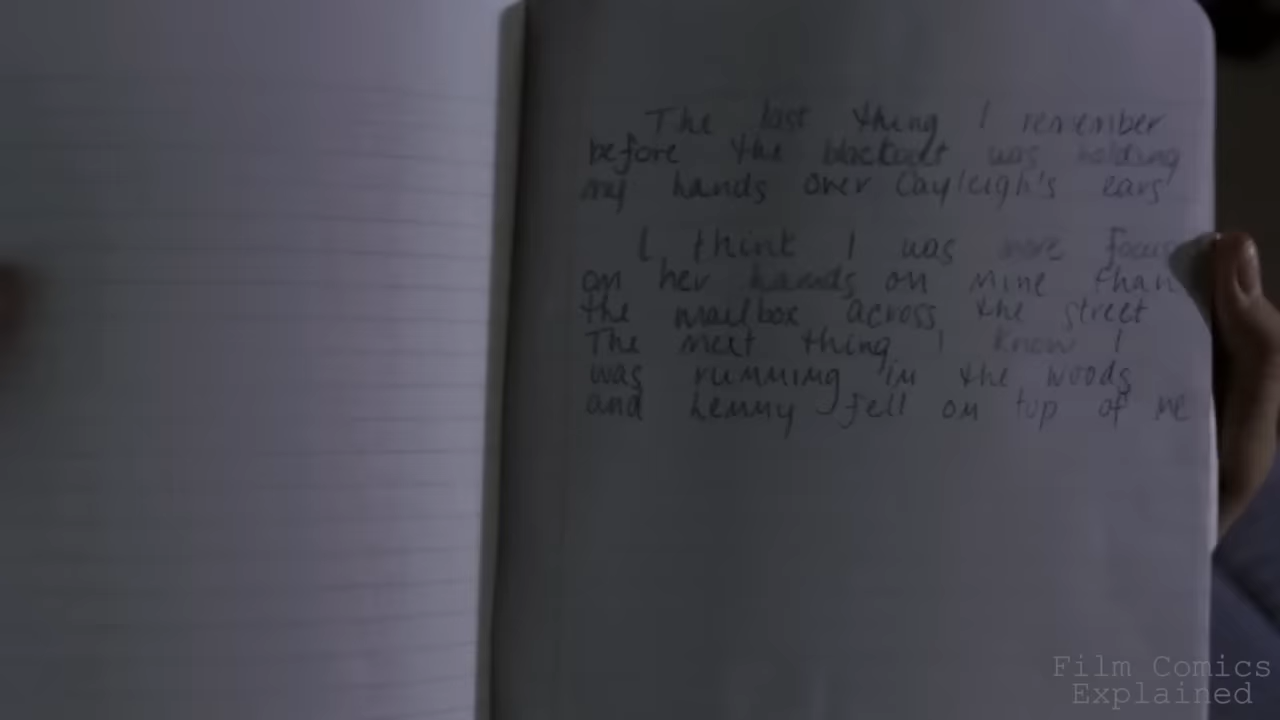 The last thing I remember
before the blackout was holding
my hands over Cayleigh's ears
I think I was more focus
on her hands on mine than
the mailbox across the street
The next thing I know I
was running in the woods
and Lemmy fell on top of me
Film Comics
Explained